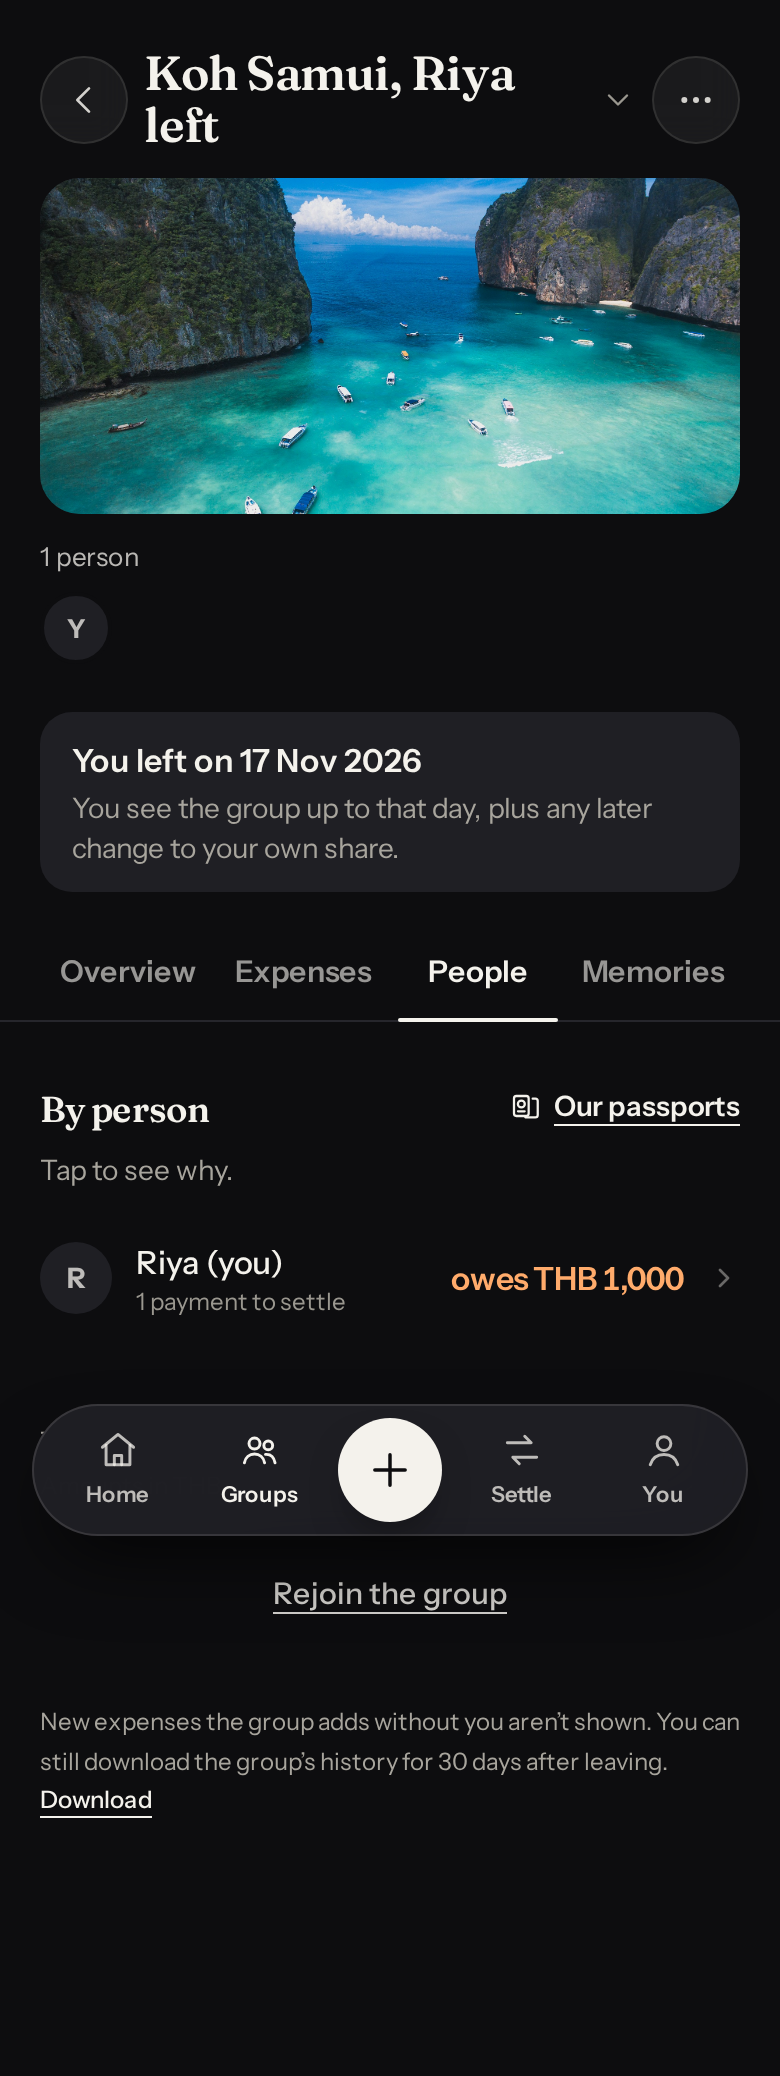 Koh Samui, Riya
left
1 person
Y
You left on 17 Nov 2026
You see the group up to that day, plus any later
change to your own share.
Overview Expenses People Memories
By person
Our passports
Tap to see why.
R
Riya (you)
1 payment to settle
owes THB 1,000
Home Groups Settle You
Rejoin the group
New expenses the group adds without you aren’t shown. You can
still download the group’s history for 30 days after leaving.
Download